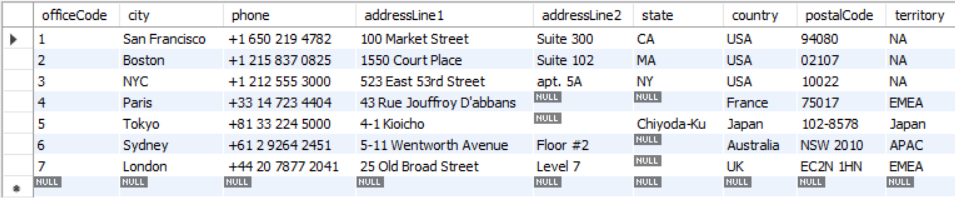 officeCode city phone addressLine1 addressLine2 state country postalCode territory
1 San Francisco +1 650 219 4782 100 Market Street Suite 300 CA USA 94080 NA
2 Boston +1 215 837 0825 1550 Court Place Suite 102 MA USA 02107 NA
3 NYC +1 212 555 3000 523 East 53rd Street apt. 5A NY USA 10022 NA
4 Paris +33 14 723 4404 43 Rue Jouffroy D'abbans NULL NULL France 75017 EMEA
5 Tokyo +81 33 224 5000 4-1 Kioicho NULL Chiyoda-Ku Japan 102-8578 Japan
6 Sydney +61 2 9264 2451 5-11 Wentworth Avenue Floor #2 NULL Australia NSW 2010 APAC
7 London +44 20 7877 2041 25 Old Broad Street Level 7 NULL UK EC2N 1HN EMEA
NULL NULL NULL NULL NULL NULL NULL NULL NULL